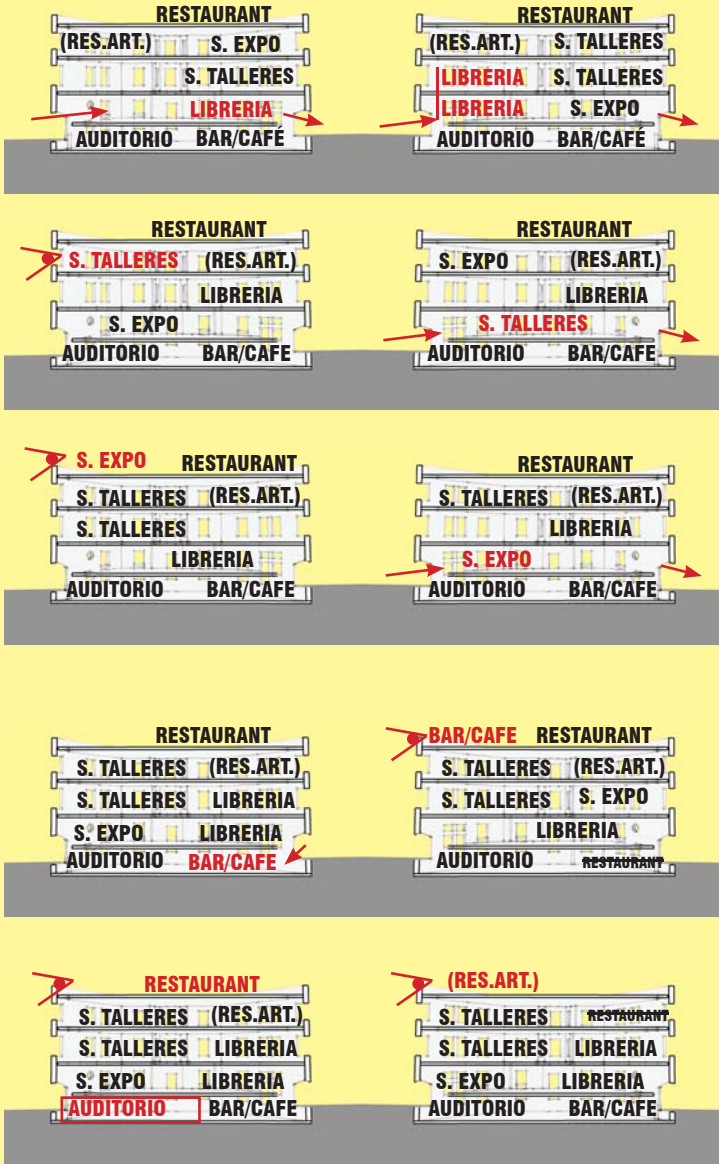 RESTAURANT
(RES.ART.) S. EXPO
S. TALLERES
LIBRERIA
AUDITORIO BAR/CAFÉ
RESTAURANT
(RES.ART.) S. TALLERES
LIBRERIA S. TALLERES
LIBRERIA S. EXPO
AUDITORIO BAR/CAFÉ
RESTAURANT
S. TALLERES (RES.ART.)
LIBRERIA
S. EXPO
AUDITORIO BAR/CAFE
RESTAURANT
S. EXPO (RES.ART.)
LIBRERIA
S. TALLERES
AUDITORIO BAR/CAFE
S. EXPO RESTAURANT
S. TALLERES (RES.ART.)
S. TALLERES
LIBRERIA
AUDITORIO BAR/CAFE
RESTAURANT
S. TALLERES (RES.ART.)
LIBRERIA
S. EXPO
AUDITORIO BAR/CAFE
RESTAURANT
S. TALLERES (RES.ART.)
S. TALLERES LIBRERIA
S. EXPO LIBRERIA
AUDITORIO BAR/CAFE
BAR/CAFE RESTAURANT
S. TALLERES (RES.ART.)
S. TALLERES S. EXPO
LIBRERIA
AUDITORIO RESTAURANT
RESTAURANT
S. TALLERES (RES.ART.)
S. TALLERES LIBRERIA
S. EXPO LIBRERIA
AUDITORIO BAR/CAFE
(RES.ART.)
S. TALLERES RESTAURANT
S. TALLERES LIBRERIA
S. EXPO LIBRERIA
AUDITORIO BAR/CAFE